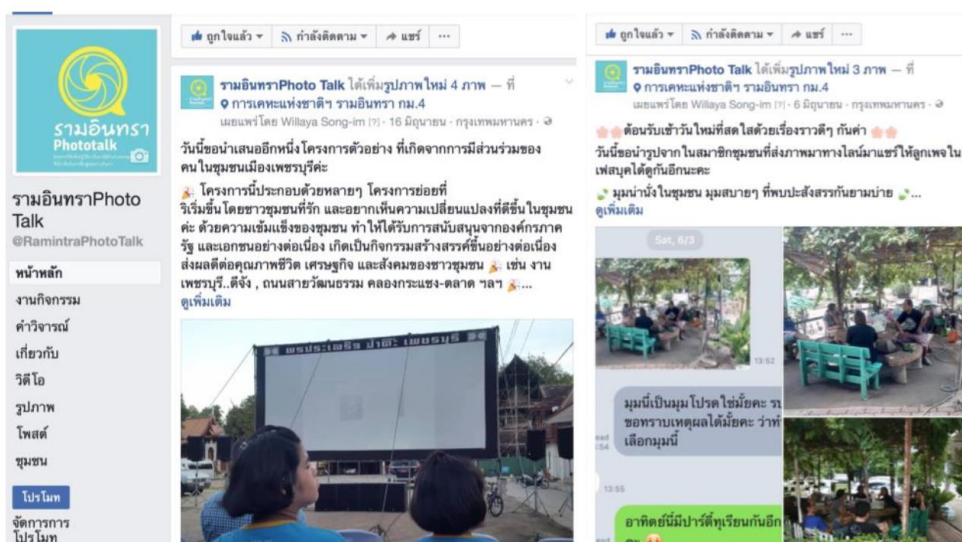 รามอินทรา
Phototalk
รามอินทราPhoto
Talk
@RamintraPhotoTalk
หน้าหลัก
งานกิจกรรม
คำวิจารณ์
เกี่ยวกับ
วิดีโอ
รูปภาพ
โพสต์
ชุมชน
โปรโมท
จัดการการ
โปรโมท
ถูกใจแล้ว กำลังติดตาม แชร์ ...
รามอินทราPhoto Talk ได้เพิ่มรูปภาพใหม่ 4 ภาพ — ที่
การเคหะแห่งชาติฯ รามอินทรา กม.4
เผยแพร่โดย Willaya Song-im [?] · 16 มิถุนายน · กรุงเทพมหานคร ·
วันนี้ขอนำเสนออีกหนึ่งโครงการตัวอย่าง ที่เกิดจากการมีส่วนร่วมของ
คนในชุมชนเมืองเพชรบุรีค่ะ
🎉 โครงการนี้ประกอบด้วยหลายๆ โครงการย่อยที่
ริเริ่มขึ้นโดยชาวชุมชนที่รัก และอยากเห็นความเปลี่ยนแปลงที่ดีขึ้นในชุมชน
ค่ะ ด้วยความเข้มแข็งของชุมชน ทำให้ได้รับการสนับสนุนจากองค์กรภาค
รัฐ และเอกชนอย่างต่อเนื่อง เกิดเป็นกิจกรรมสร้างสรรค์ขึ้นอย่างต่อเนื่อง
ส่งผลดีต่อคุณภาพชีวิต เศรษฐกิจ และสังคมของชาวชุมชน 🎉 เช่น งาน
เพชรบุรี..ดีจัง , ถนนสายวัฒนธรรม คลองกระแชง-ตลาด ฯลฯ 🎉...
ดูเพิ่มเติม
ถูกใจแล้ว กำลังติดตาม แชร์ ...
รามอินทราPhoto Talk ได้เพิ่มรูปภาพใหม่ 3 ภาพ — ที่
การเคหะแห่งชาติฯ รามอินทรา กม.4
เผยแพร่โดย Willaya Song-im [?] · 6 มิถุนายน · กรุงเทพมหานคร ·
🌸🌸ต้อนรับเช้าวันใหม่ที่สดใสด้วยเรื่องราวดีๆ กันค่า 🌸🌸
วันนี้ขอนำรูปจากในสมาชิกชุมชนที่ส่งภาพมาทางไลน์มาแชร์ให้ลูกเพจใน
เฟสบุคได้ดูกันอีกนะคะ
🍃 มุมน่านั่งในชุมชน มุมสบายๆ ที่พบปะสังสรรกันยามบ่าย 🍃...
ดูเพิ่มเติม
Sat, 6/3
13:52
มุมนี้เป็นมุมโปรดใช่มั้ยคะ
ขอทราบเหตุผลได้มั้ยคะ
เลือกมุมนี้
13:55
อาทิตย์นี้มีปาร์ตี้ทุเรียนกันอีก
คะ